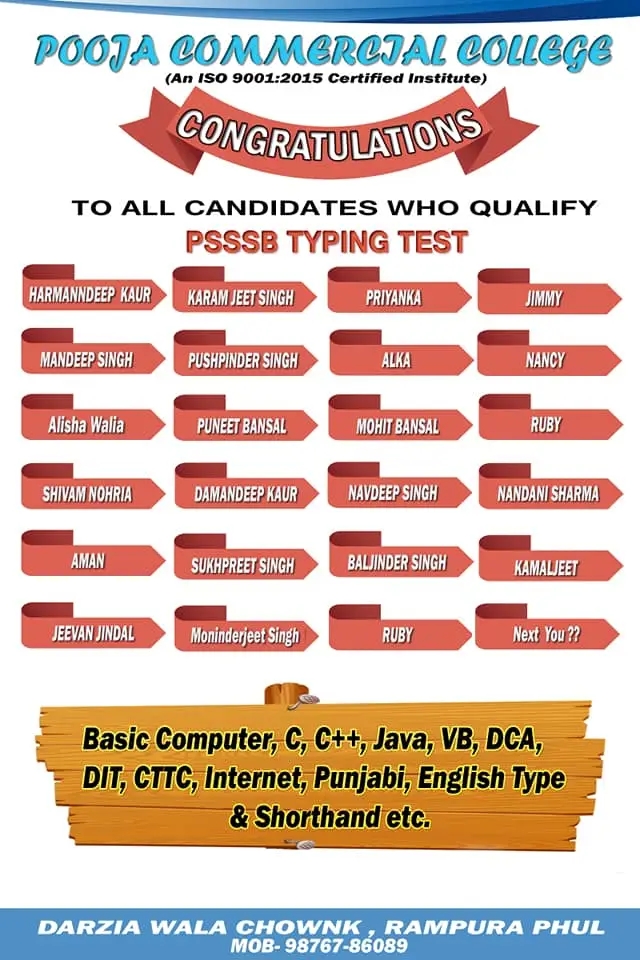 POOJA COMMERCIAL COLLEGE
(An ISO 9001:2015 Certified Institute)
CONGRATULATIONS
TO ALL CANDIDATES WHO QUALIFY
PSSSB TYPING TEST
HARMANNDEEP KAUR
KARAM JEET SINGH
PRIYANKA
JIMMY
MANDEEP SINGH
PUSHPINDER SINGH
ALKA
NANCY
Alisha Walia
PUNEET BANSAL
MOHIT BANSAL
RUBY
SHIVAM NOHRIA
DAMANDEEP KAUR
NAVDEEP SINGH
NANDANI SHARMA
AMAN
SUKHPREET SINGH
BALJINDER SINGH
KAMALJEET
JEEVAN JINDAL
Moninderjeet Singh
RUBY
Next You ??
Basic Computer, C, C++, Java, VB, DCA,
DIT, CTTC, Internet, Punjabi, English Type
& Shorthand etc.
DARZIA WALA CHOWNK , RAMPURA PHUL
MOB- 98767-86089